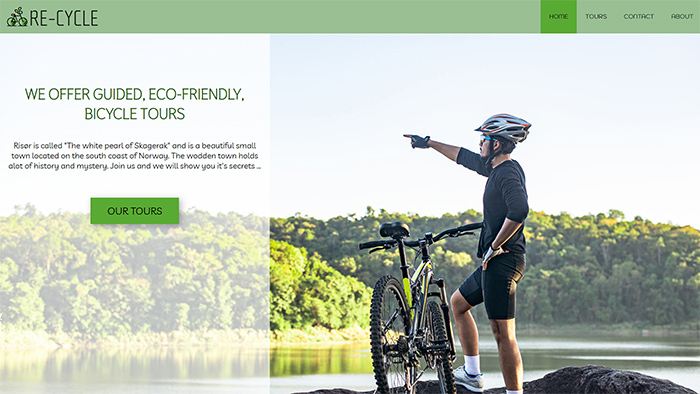 RE-CYCLE
HOME TOURS CONTACT ABOUT
WE OFFER GUIDED, ECO-FRIENDLY,
BICYCLE TOURS
Risør is called "The white pearl of Skagerak" and is a beautiful small
town located on the south coast of Norway. The wodden town holds
alot of history and mystery. Join us and we will show you it's secrets ...
OUR TOURS